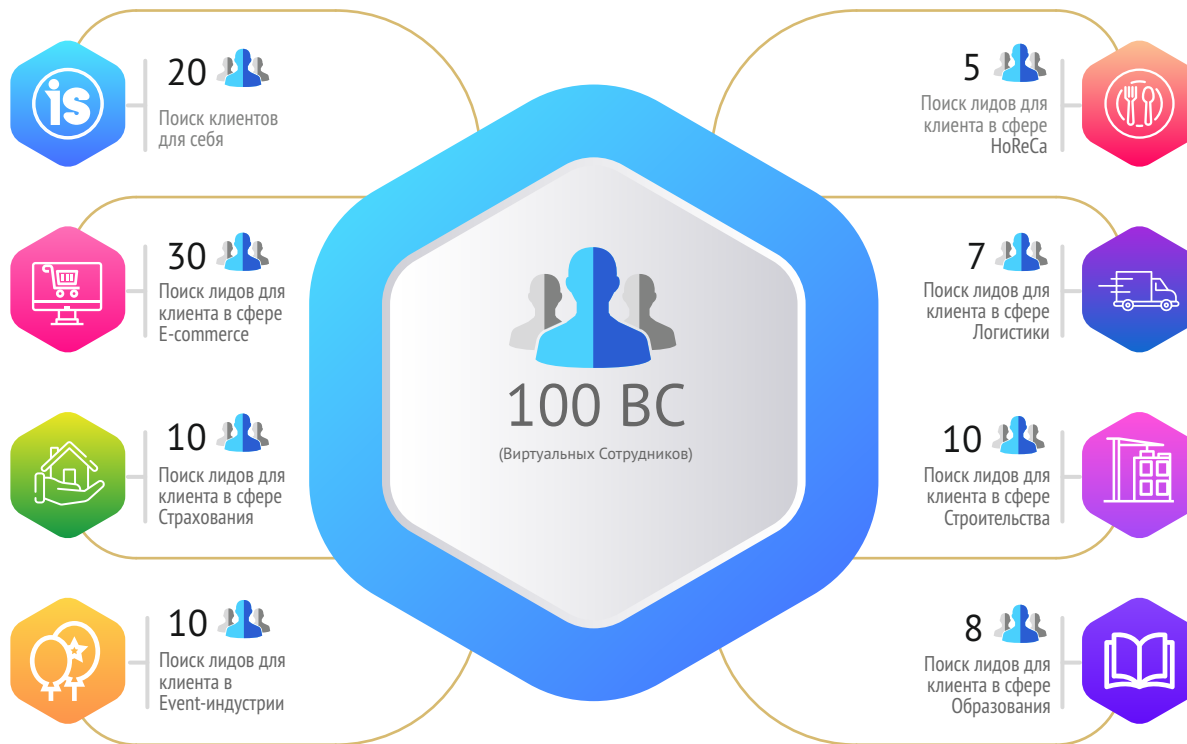 is
20
Поиск клиентов
для себя
30
Поиск лидов для
клиента в сфере
E-commerce
10
Поиск лидов для
клиента в сфере
Страхования
10
Поиск лидов для
клиента в
Event-индустрии
100 ВС
(Виртуальных Сотрудников)
5
Поиск лидов для
клиента в сфере
HoReCa
7
Поиск лидов для
клиента в сфере
Логистики
10
Поиск лидов для
клиента в сфере
Строительства
8
Поиск лидов для
клиента в сфере
Образования